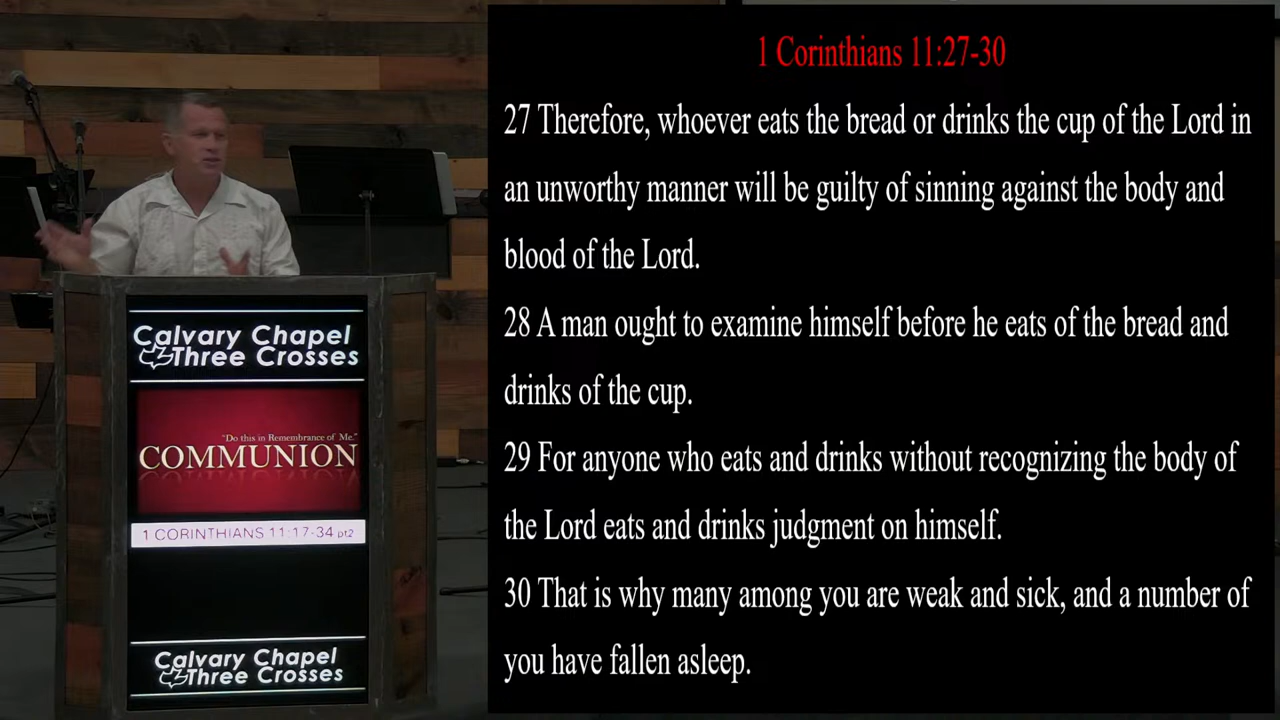 1 Corinthians 11:27-30
27 Therefore, whoever eats the bread or drinks the cup of the Lord in
an unworthy manner will be guilty of sinning against the body and
blood of the Lord.
28 A man ought to examine himself before he eats of the bread and
drinks of the cup.
29 For anyone who eats and drinks without recognizing the body of
the Lord eats and drinks judgment on himself.
30 That is why many among you are weak and sick, and a number of
you have fallen asleep.
Calvary Chapel
Three Crosses
"Do this in Remembrance of Me."
COMMUNION
1 CORINTHIANS 11:17-34 pt2
Calvary Chapel
Three Crosses